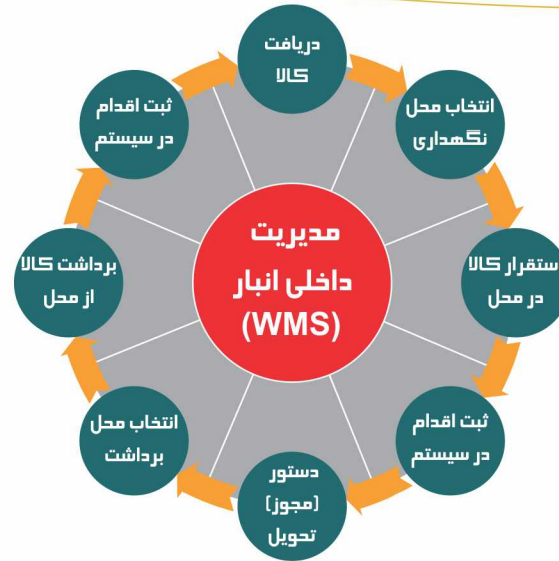 مدیریت
داخلی انبار
(WMS)
دریافت
کالا
انتخاب محل
نگهداری
ستقرار کالا
در محل
ثبت اقدام
در سیستم
دستور
(مجوز)
تحویل
انتخاب محل
برداشت
برداشت کالا
از محل
ثبت اقدام
در سیستم